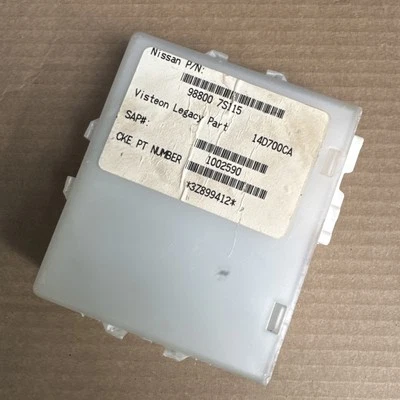 Nissan P/N:
98800 7S115
Visteon Legacy Part
14D700CA
SAP#:
1002590
CKE PT NUMBER
*3Z899412*